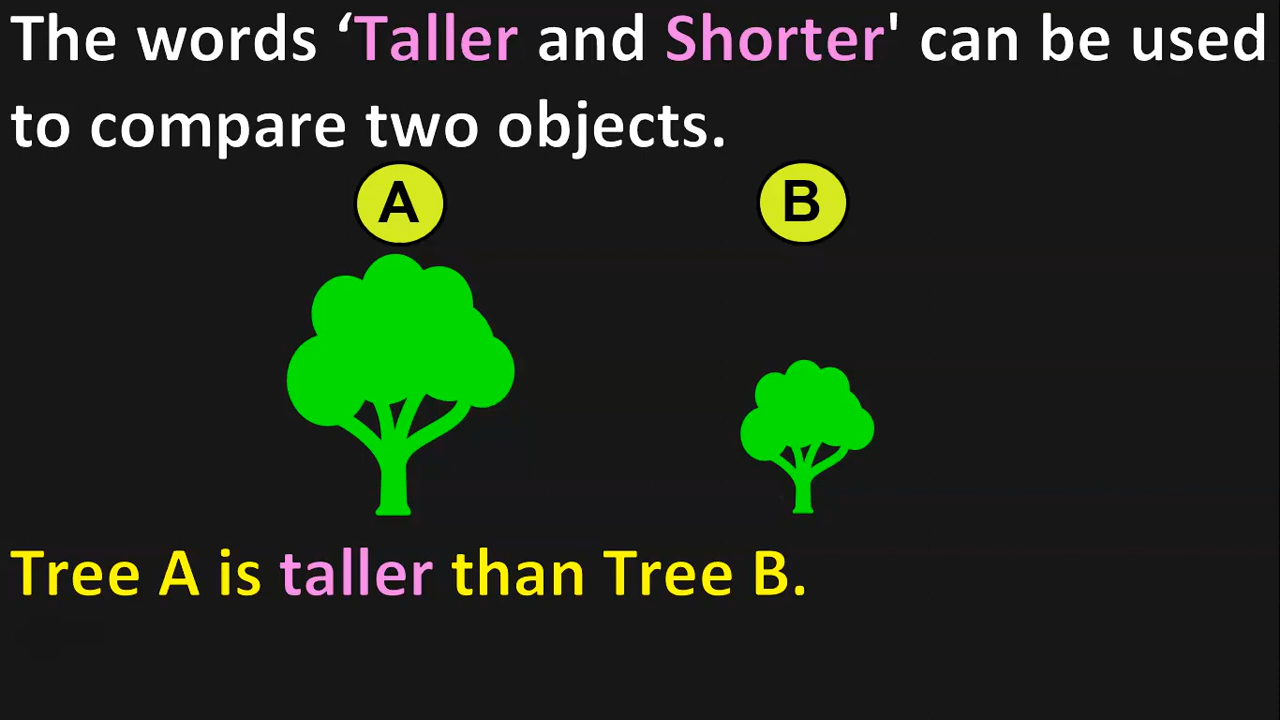 The words ‘Taller and Shorter' can be used
to compare two objects.
A
B
Tree A is taller than Tree B.